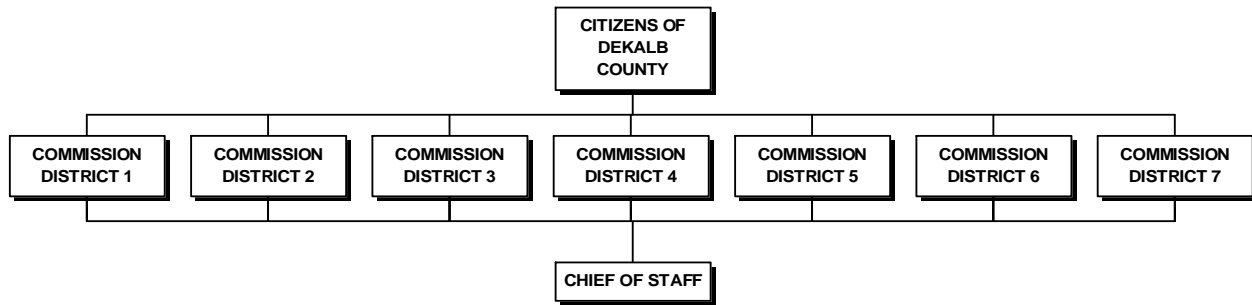 CITIZENS OF
DEKALB
COUNTY
COMMISSION
DISTRICT 1
COMMISSION
DISTRICT 2
COMMISSION
DISTRICT 3
COMMISSION
DISTRICT 4
COMMISSION
DISTRICT 5
COMMISSION
DISTRICT 6
COMMISSION
DISTRICT 7
CHIEF OF STAFF